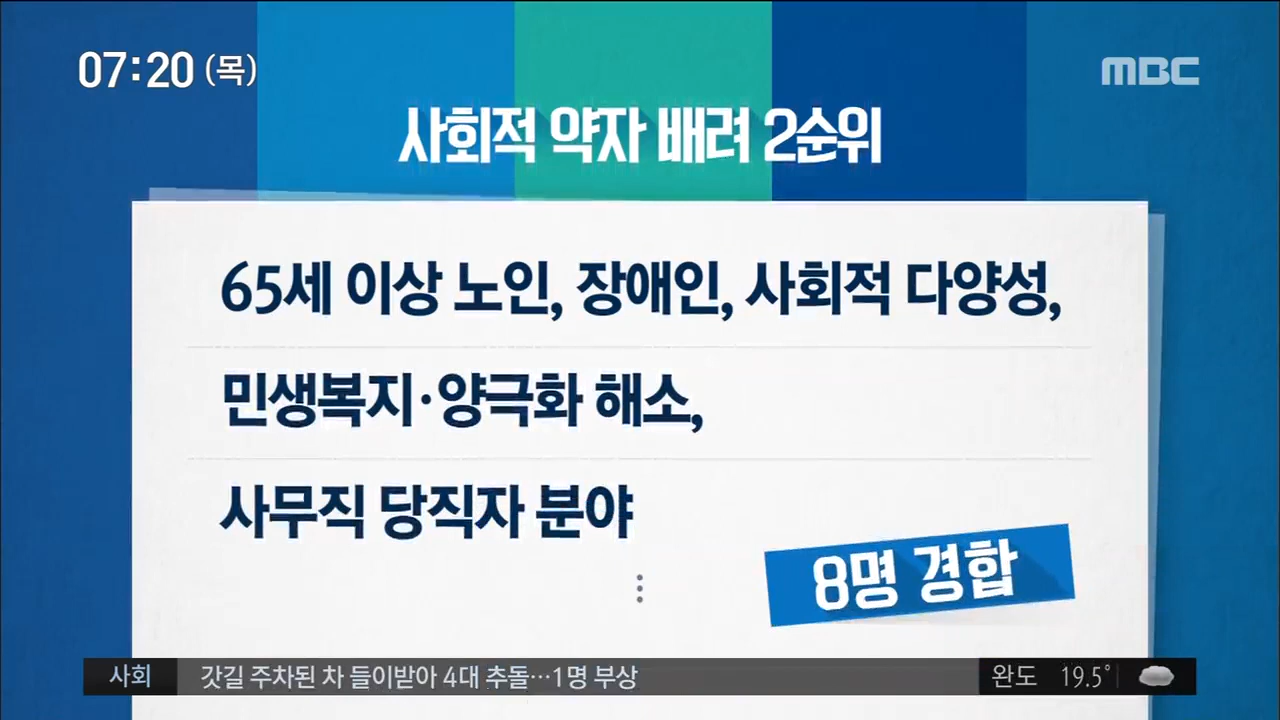 07:20 (목)
MBC
사회적 약자 배려 2순위
65세 이상 노인, 장애인, 사회적 다양성,
민생복지·양극화 해소,
사무직 당직자 분야
⋮
8명 경합
사회 갓길 주차된 차 들이받아 4대 추돌…1명 부상 완도 19.5°